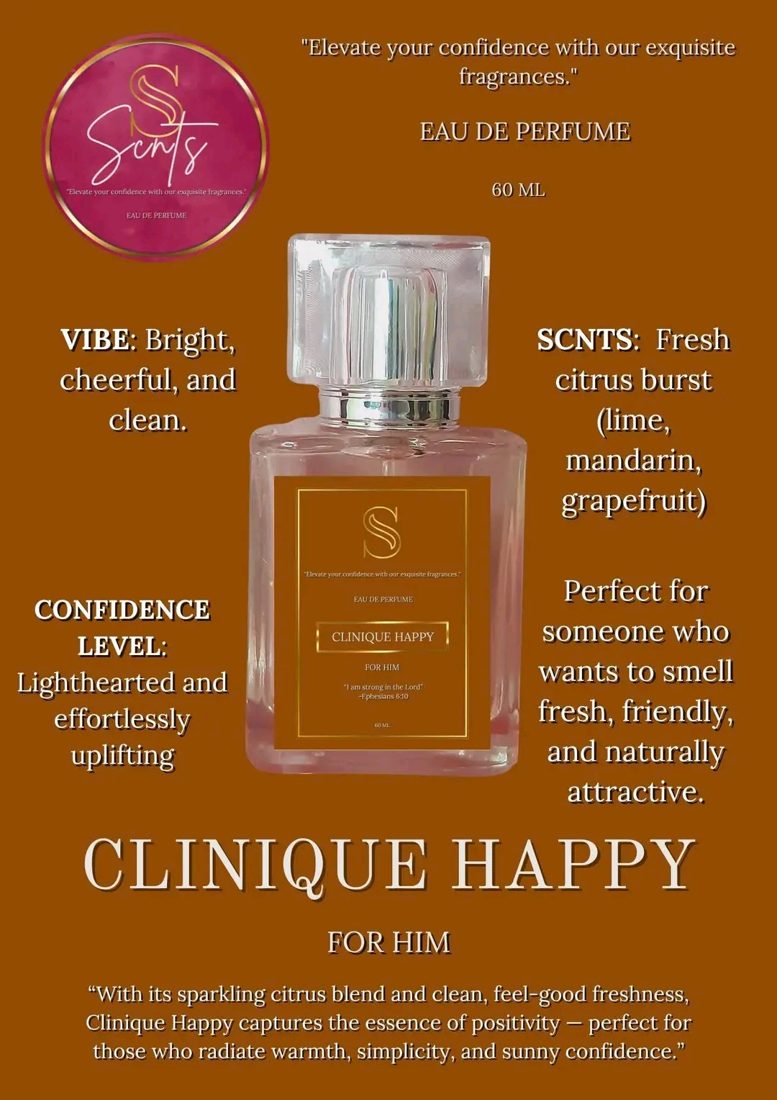 "Elevate your confidence with our exquisite
fragrances."
EAU DE PERFUME
60 ML
S
Scnts
"Elevate your confidence with our exquisite fragrances."
EAU DE PERFUME
VIBE: Bright,
cheerful, and
clean.
SCNTS: Fresh
citrus burst
(lime,
mandarin,
grapefruit)
CONFIDENCE
LEVEL:
Lighthearted and
effortlessly
uplifting
Perfect for
someone who
wants to smell
fresh, friendly,
and naturally
attractive.
S
"Elevate your confidence with our exquisite fragrances."
EAU DE PERFUME
CLINIQUE HAPPY
FOR HIM
"I am strong in the Lord"
-Ephesians 6:10
60 ML
CLINIQUE HAPPY
FOR HIM
“With its sparkling citrus blend and clean, feel-good freshness,
Clinique Happy captures the essence of positivity — perfect for
those who radiate warmth, simplicity, and sunny confidence.”